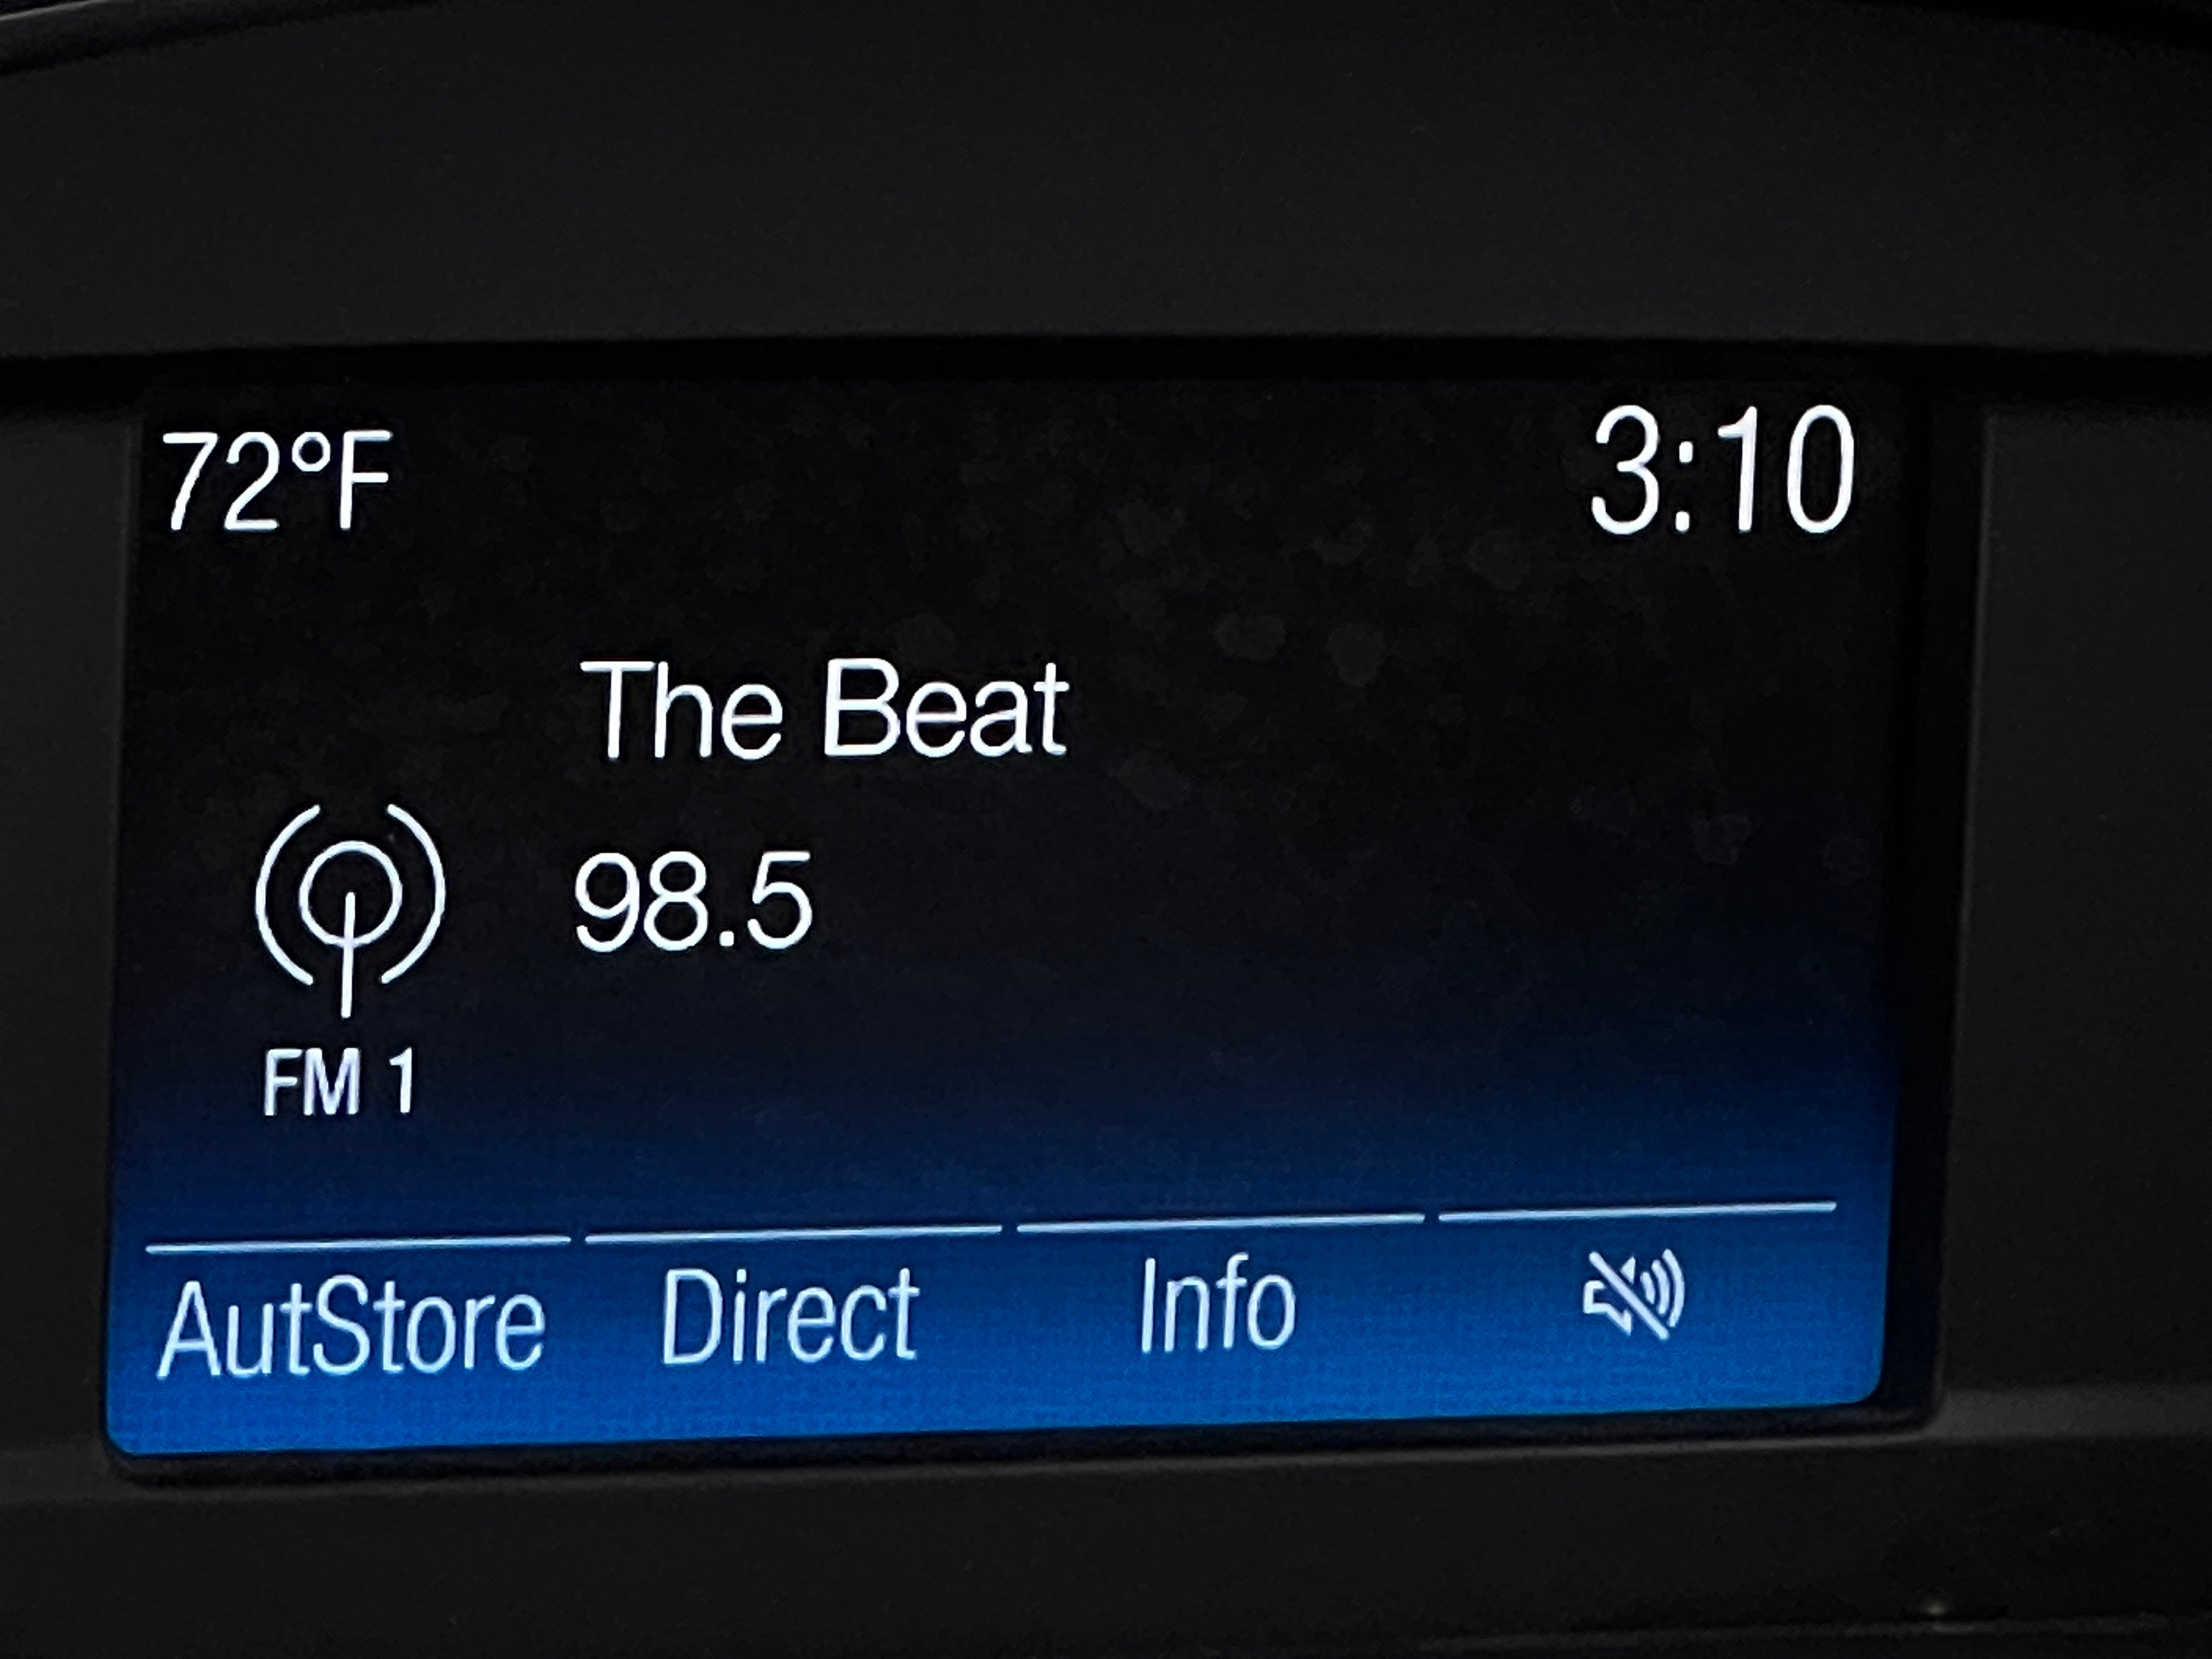 72°F 3:10
The Beat
98.5
FM 1
AutStore Direct Info